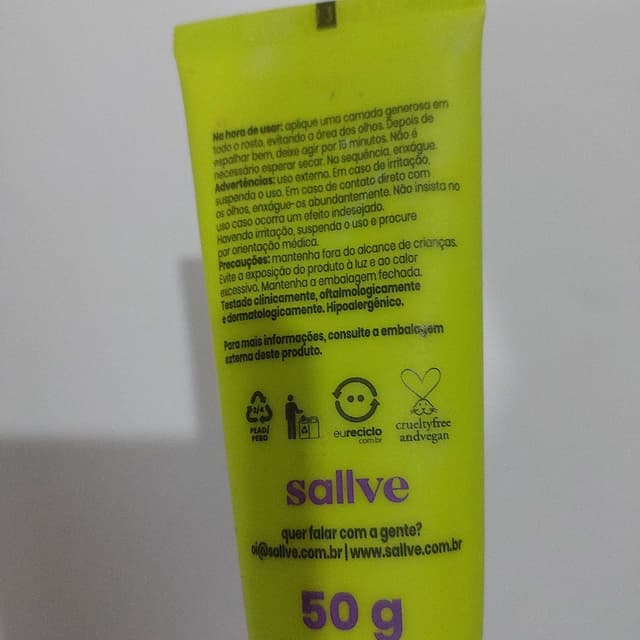 Na hora de usar: aplique uma camada generosa em
todo o rosto, evitando a área dos olhos. Depois de
espalhar bem, deixe agir por 15 minutos. Não é
necessário esperar secar. Na sequência, enxágue.
Advertências: uso externo. Em caso de irritação,
suspenda o uso. Em caso de contato direto com
os olhos, enxágue-os abundantemente. Não insista no
uso caso ocorra um efeito indesejado.
Havendo irritação, suspenda o uso e procure
por orientação médica.
Precauções: mantenha fora do alcance de crianças.
Evite a exposição do produto à luz e ao calor
excessivo. Mantenha a embalagem fechada.
Testado clinicamente, oftalmologicamente
e dermatologicamente. Hipoalergênico.
Para mais informações, consulte a embalagem
externa deste produto.
2/4
PEAD/
PEBD
eureciclo
com.br
crueltyfree
andvegan
sallve
quer falar com a gente?
oi@sallve.com.br | www.sallve.com.br
50 g